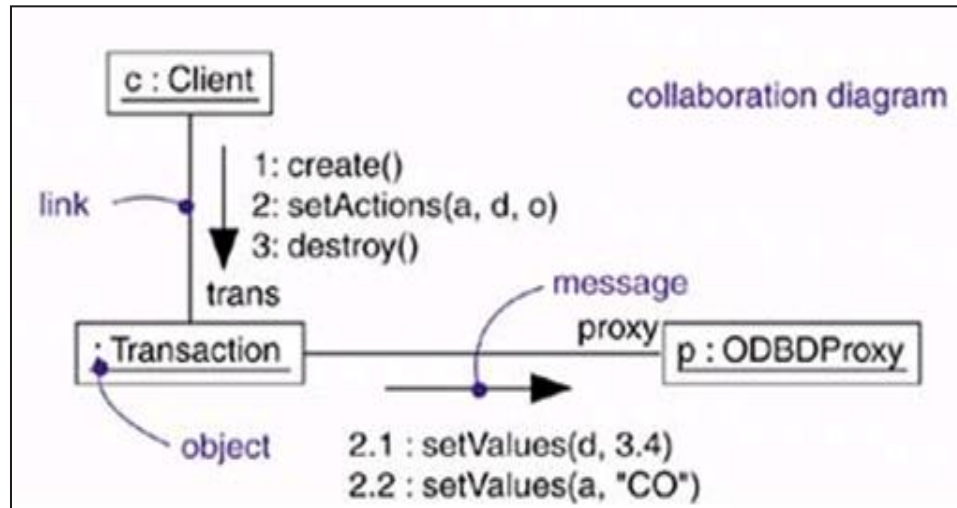 c : Client
collaboration diagram
1: create()
2: setActions(a, d, o)
3: destroy()
link
trans
message
proxy
: Transaction
p : ODBDProxy
object
2.1 : setValues(d, 3.4)
2.2 : setValues(a, "CO")